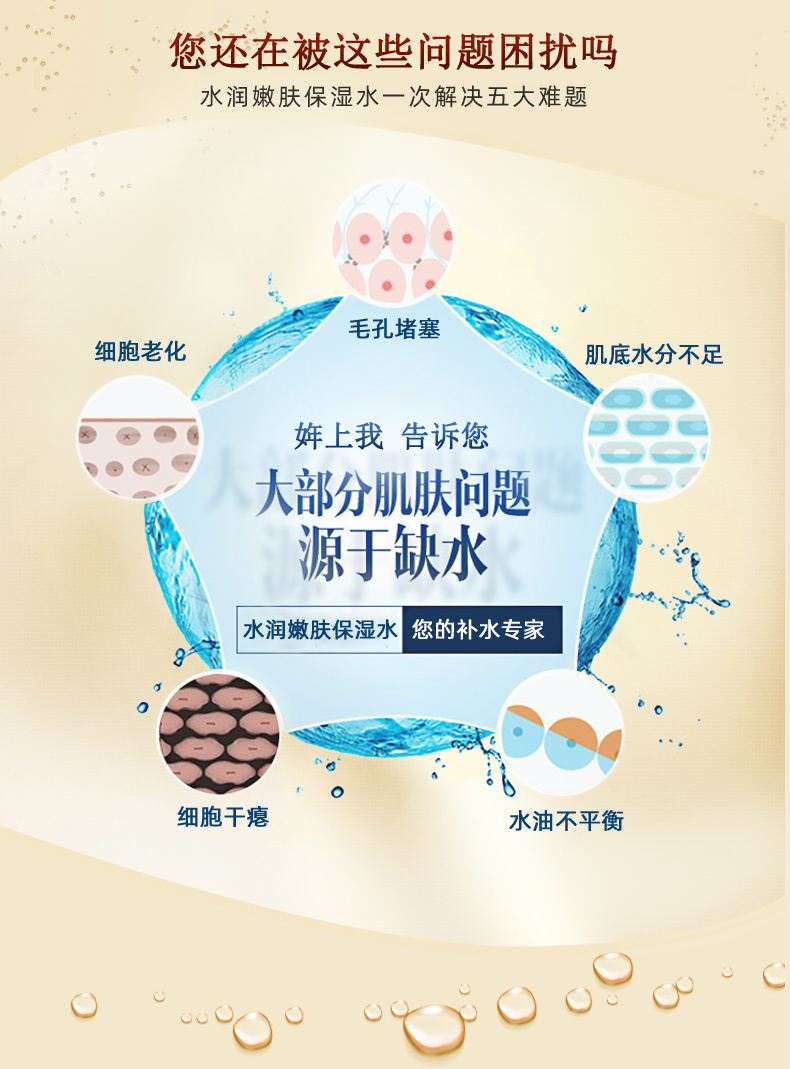 您还在被这些问题困扰吗
水润嫩肤保湿水一次解决五大难题
毛孔堵塞
细胞老化
肌底水分不足
姩上我 告诉您
大部分肌肤问题
源于缺水
水润嫩肤保湿水 您的补水专家
细胞干瘪
水油不平衡